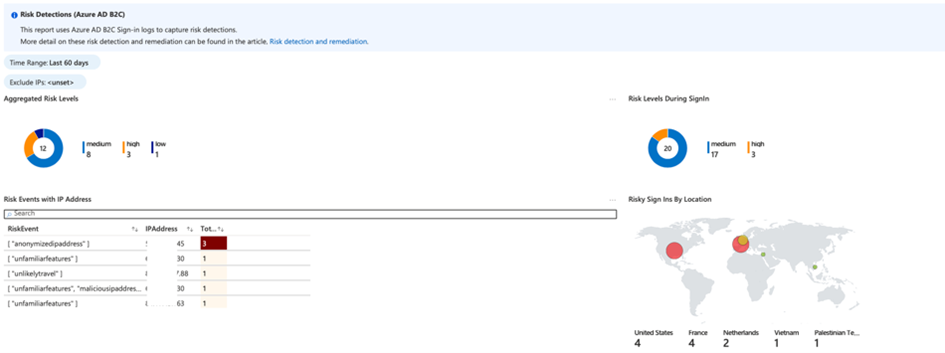 Risk Detections (Azure AD B2C)
This report uses Azure AD B2C Sign-in logs to capture risk detections.
More detail on these risk detection and remediation can be found in the article. Risk detection and remediation.
Time Range: Last 60 days
Exclude IPs: <unset>
Aggregated Risk Levels
...
12
medium
8
high
3
low
1
Risk Levels During SignIn
20
medium
17
high
3
Risk Events with IP Address
...
Search
RiskEvent IPAddress Tot...
[ "anonymizedipaddress" ] 45 3
[ "unfamiliarfeatures" ] 30 1
[ "unlikelytravel" ] 7.88 1
[ "unfamiliarfeatures", "maliciousipaddres... 30 1
[ "unfamiliarfeatures" ] 63 1
Risky Sign Ins By Location
United States France Netherlands Vietnam Palestinian Te...
4 4 2 1 1